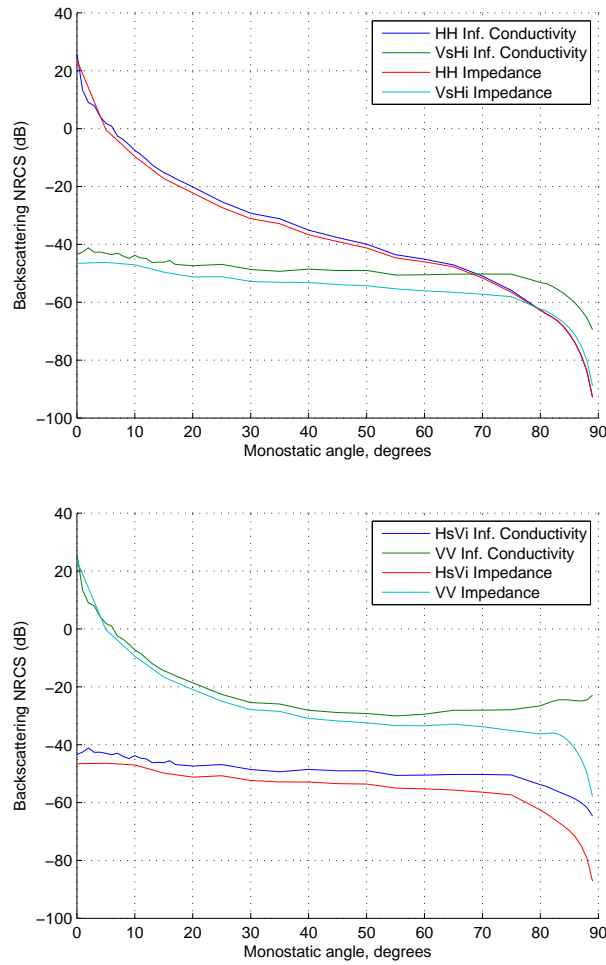 40
20
0
−20
−40
−60
−80
−100
Backscattering NRCS (dB)
HH Inf. Conductivity
VsHi Inf. Conductivity
HH Impedance
VsHi Impedance
0 10 20 30 40 50 60 70 80 90
Monostatic angle, degrees
40
20
0
−20
−40
−60
−80
−100
Backscattering NRCS (dB)
HsVi Inf. Conductivity
VV Inf. Conductivity
HsVi Impedance
VV Impedance
0 10 20 30 40 50 60 70 80 90
Monostatic angle, degrees